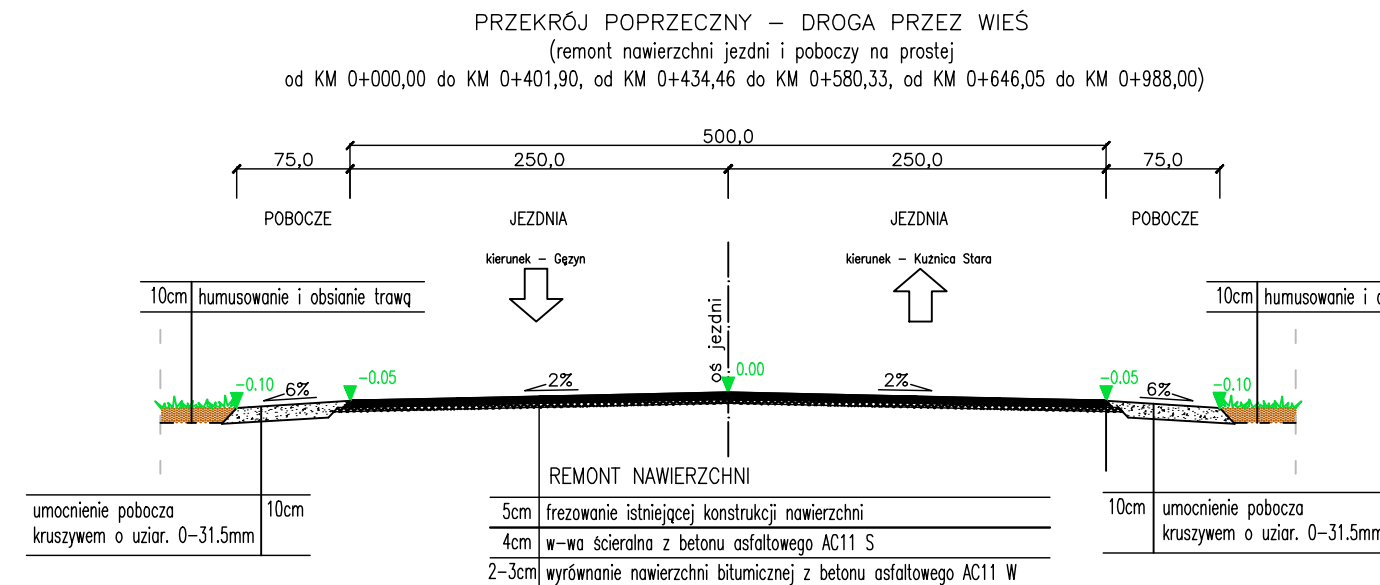 PRZEKRÓJ POPRZECZNY – DROGA PRZEZ WIEŚ
(remont nawierzchni jezdni i poboczy na prostej
od KM 0+000,00 do KM 0+401,90, od KM 0+434,46 do KM 0+580,33, od KM 0+646,05 do KM 0+988,00)
500,0
75,0
250,0
250,0
75,0
POBOCZE
JEZDNIA
JEZDNIA
POBOCZE
kierunek – Gęzyn
kierunek – Kuźnica Stara
oś jezdni
10cm humusowanie i obsianie trawą
10cm humusowanie i
-0.10
6%
-0.05
2%
0.00
2%
-0.05
6%
-0.10
umocnienie pobocza
kruszywem o uziar. 0–31.5mm
10cm
REMONT NAWIERZCHNI
5cm frezowanie istniejącej konstrukcji nawierzchni
4cm w-wa ścieralna z betonu asfaltowego AC11 S
2–3cm wyrównanie nawierzchni bitumicznej z betonu asfaltowego AC11 W
10cm
umocnienie pobocza
kruszywem o uziar. 0–31.5mm